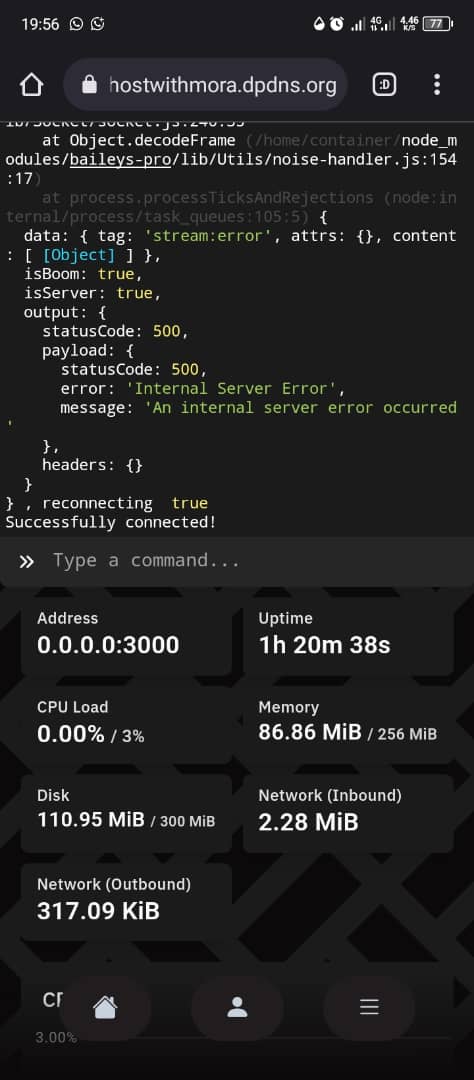 19:56
4G
4.46 K/S
77
hostwithmora.dpdns.org
:D
lib/Socket/socket.js:240:35
at Object.decodeFrame (/home/container/node_m
odules/baileys-pro/lib/Utils/noise-handler.js:154
:17)
at process.processTicksAndRejections (node:in
ternal/process/task_queues:105:5) {
data: { tag: 'stream:error', attrs: {}, content
: [ [Object] ] },
isBoom: true,
isServer: true,
output: {
statusCode: 500,
payload: {
statusCode: 500,
error: 'Internal Server Error',
message: 'An internal server error occurred
'
},
headers: {}
}
} , reconnecting  true
Successfully connected!
» Type a command...
Address
0.0.0.0:3000
Uptime
1h 20m 38s
CPU Load
0.00% / 3%
Memory
86.86 MiB / 256 MiB
Disk
110.95 MiB / 300 MiB
Network (Inbound)
2.28 MiB
Network (Outbound)
317.09 KiB
3.00%